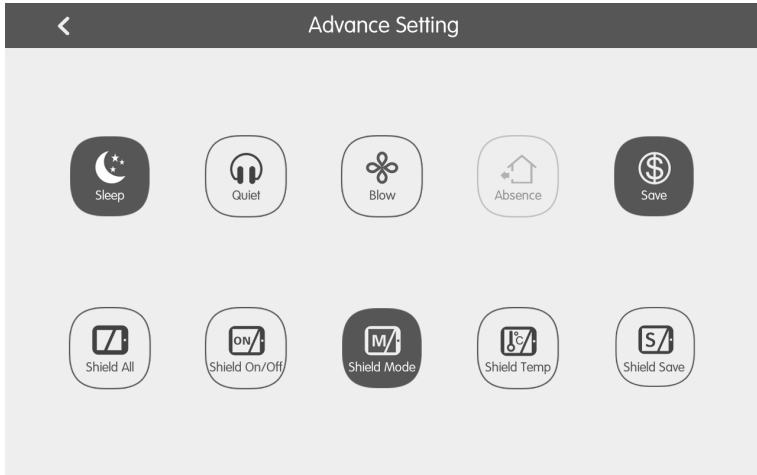 Advance Setting
Sleep
Quiet
Blow
Absence
Save
ON
M
°C
S
Shield All
Shield On/Off
Shield Mode
Shield Temp
Shield Save